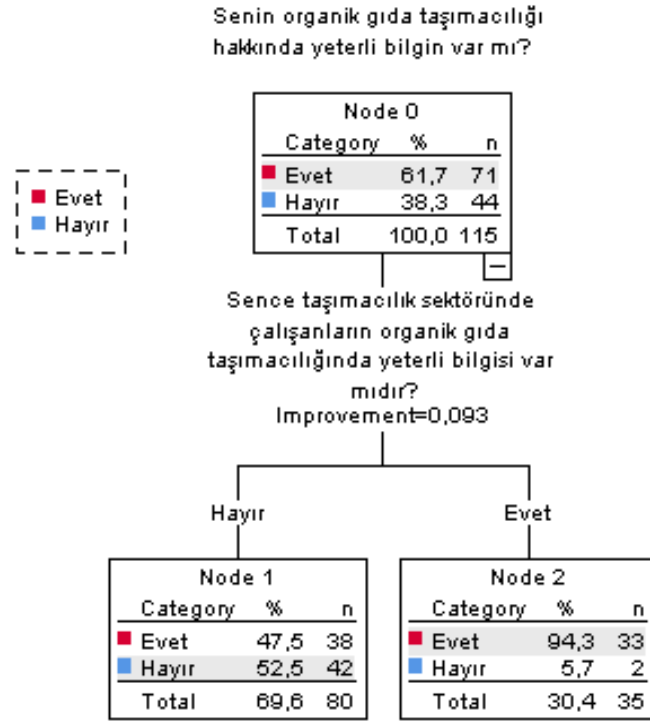 Senin organik gıda taşımacılığı
hakkında yeterli bilgin var mı?
Node 0
Category % n
Evet 61,7 71
Hayır 38,3 44
Total 100,0 115
Evet
Hayır
Sence taşımacılık sektöründe
çalışanların organik gıda
taşımacılığında yeterli bilgisi var
mıdır?
Improvement=0,093
Hayır
Evet
Node 1
Category % n
Evet 47,5 38
Hayır 52,5 42
Total 69,6 80
Node 2
Category % n
Evet 94,3 33
Hayır 5,7 2
Total 30,4 35